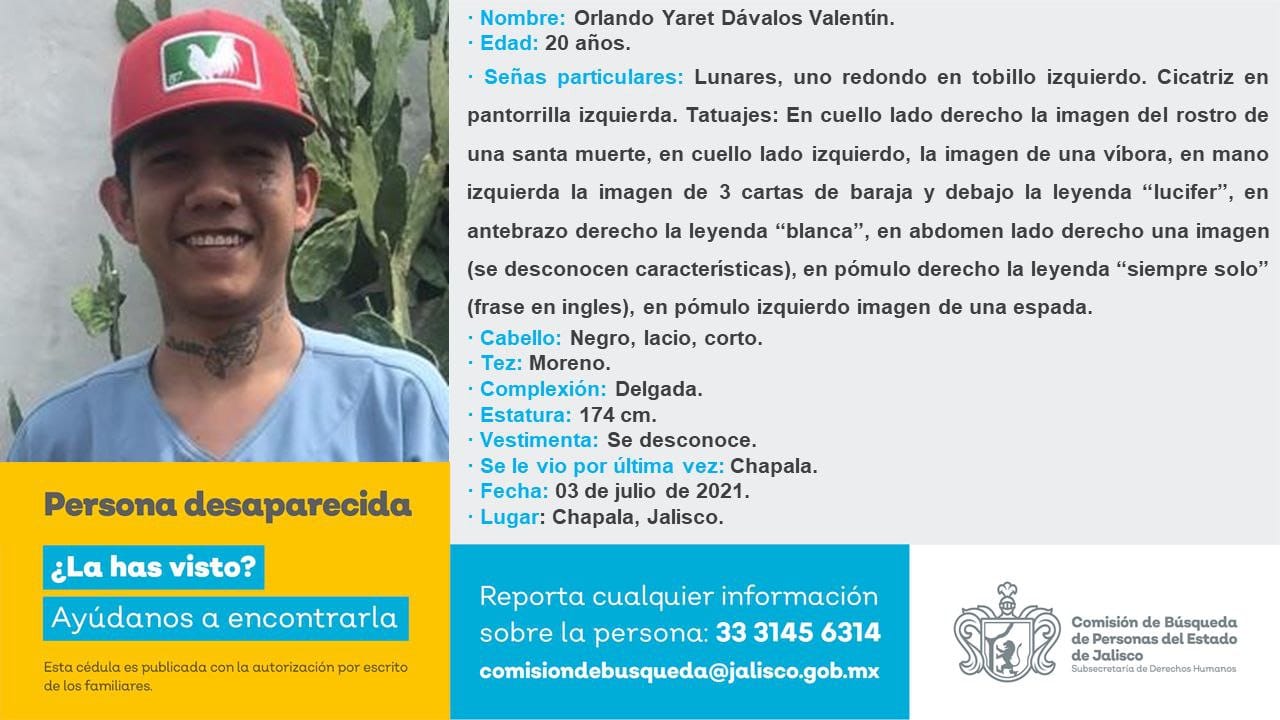 · Nombre: Orlando Yaret Dávalos Valentín.
· Edad: 20 años.
· Señas particulares: Lunares, uno redondo en tobillo izquierdo. Cicatriz en
pantorrilla izquierda. Tatuajes: En cuello lado derecho la imagen del rostro de
una santa muerte, en cuello lado izquierdo, la imagen de una víbora, en mano
izquierda la imagen de 3 cartas de baraja y debajo la leyenda “lucifer”, en
antebrazo derecho la leyenda “blanca”, en abdomen lado derecho una imagen
(se desconocen características), en pómulo derecho la leyenda “siempre solo”
(frase en ingles), en pómulo izquierdo imagen de una espada.
· Cabello: Negro, lacio, corto.
· Tez: Moreno.
· Complexión: Delgada.
· Estatura: 174 cm.
· Vestimenta: Se desconoce.
· Se le vio por última vez: Chapala.
· Fecha: 03 de julio de 2021.
· Lugar: Chapala, Jalisco.
Persona desaparecida
¿La has visto?
Ayúdanos a encontrarla
Esta cédula es publicada con la autorización por escrito
de los familiares.
Reporta cualquier información
sobre la persona: 33 3145 6314
comisiondebusqueda@jalisco.gob.mx
Comisión de Búsqueda
de Personas del Estado
de Jalisco
Subsecretaría de Derechos Humanos